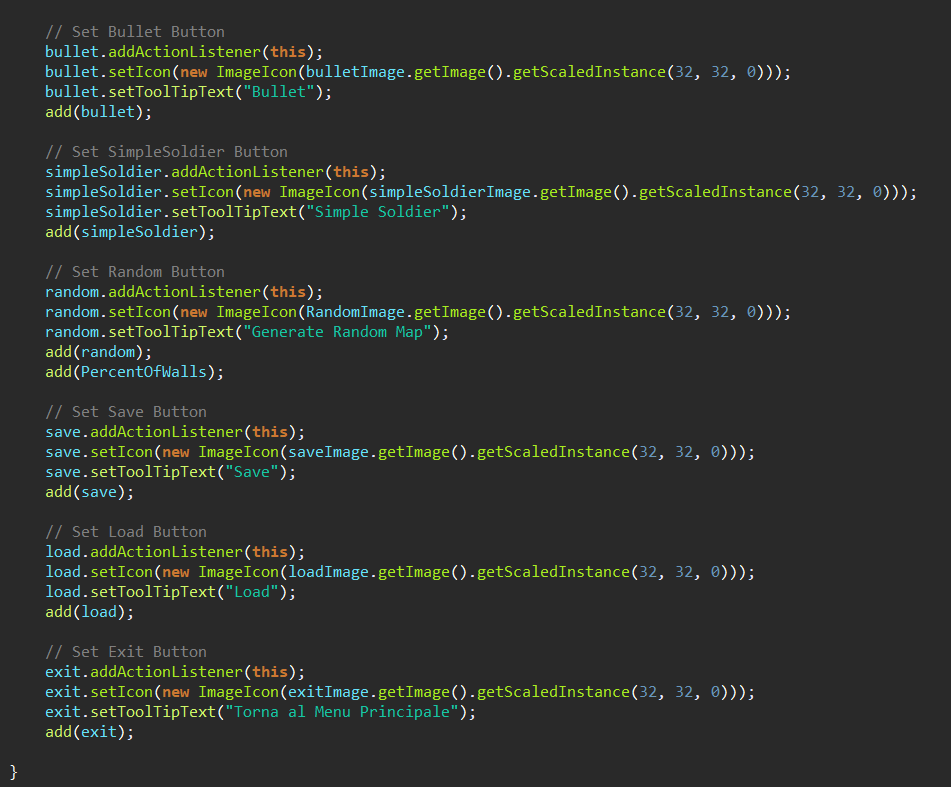 // Set Bullet Button
bullet.addActionListener(this);
bullet.setIcon(new ImageIcon(bulletImage.getImage().getScaledInstance(32, 32, 0)));
bullet.setToolTipText("Bullet");
add(bullet);
// Set SimpleSoldier Button
simpleSoldier.addActionListener(this);
simpleSoldier.setIcon(new ImageIcon(simpleSoldierImage.getImage().getScaledInstance(32, 32, 0)));
simpleSoldier.setToolTipText("Simple Soldier");
add(simpleSoldier);
// Set Random Button
random.addActionListener(this);
random.setIcon(new ImageIcon(RandomImage.getImage().getScaledInstance(32, 32, 0)));
random.setToolTipText("Generate Random Map");
add(random);
add(PercentOfWalls);
// Set Save Button
save.addActionListener(this);
save.setIcon(new ImageIcon(saveImage.getImage().getScaledInstance(32, 32, 0)));
save.setToolTipText("Save");
add(save);
// Set Load Button
load.addActionListener(this);
load.setIcon(new ImageIcon(loadImage.getImage().getScaledInstance(32, 32, 0)));
load.setToolTipText("Load");
add(load);
// Set Exit Button
exit.addActionListener(this);
exit.setIcon(new ImageIcon(exitImage.getImage().getScaledInstance(32, 32, 0)));
exit.setToolTipText("Torna al Menu Principale");
add(exit);
}